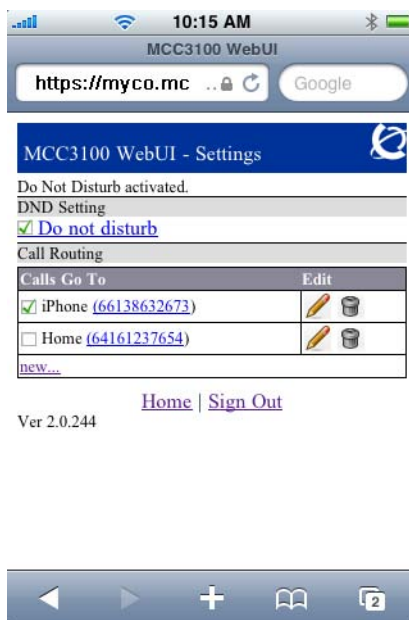 10:15 AM
MCC3100 WebUI
https://myco.mc ..
Google
MCC3100 WebUI - Settings
Do Not Disturb activated.
DND Setting
Do not disturb
Call Routing
Calls Go To Edit
iPhone (66138632673)
Home (64161237654)
new...
Home | Sign Out
Ver 2.0.244
2